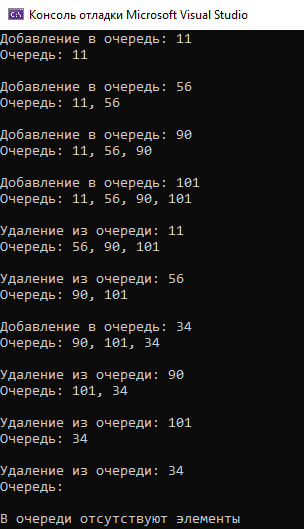 Консоль отладки Microsoft Visual Studio
Добавление в очередь: 11
Очередь: 11
Добавление в очередь: 56
Очередь: 11, 56
Добавление в очередь: 90
Очередь: 11, 56, 90
Добавление в очередь: 101
Очередь: 11, 56, 90, 101
Удаление из очереди: 11
Очередь: 56, 90, 101
Удаление из очереди: 56
Очередь: 90, 101
Добавление в очередь: 34
Очередь: 90, 101, 34
Удаление из очереди: 90
Очередь: 101, 34
Удаление из очереди: 101
Очередь: 34
Удаление из очереди: 34
Очередь:
В очереди отсутствуют элементы